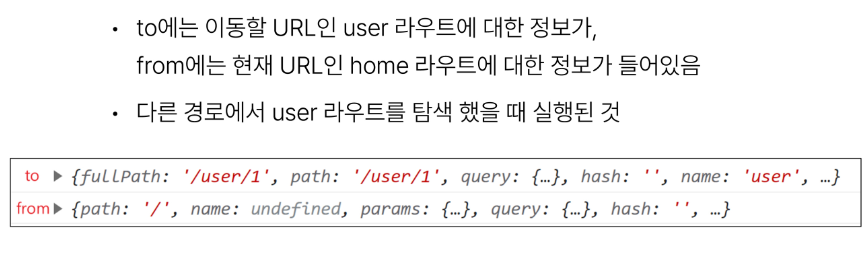 • to에는 이동할 URL인 user 라우트에 대한 정보가,
from에는 현재 URL인 home 라우트에 대한 정보가 들어있음
• 다른 경로에서 user 라우트를 탐색 했을 때 실행된 것
to ▶ {fullPath: '/user/1', path: '/user/1', query: {…}, hash: '', name: 'user', …}
from ▶ {path: '/', name: undefined, params: {…}, query: {…}, hash: '', …}